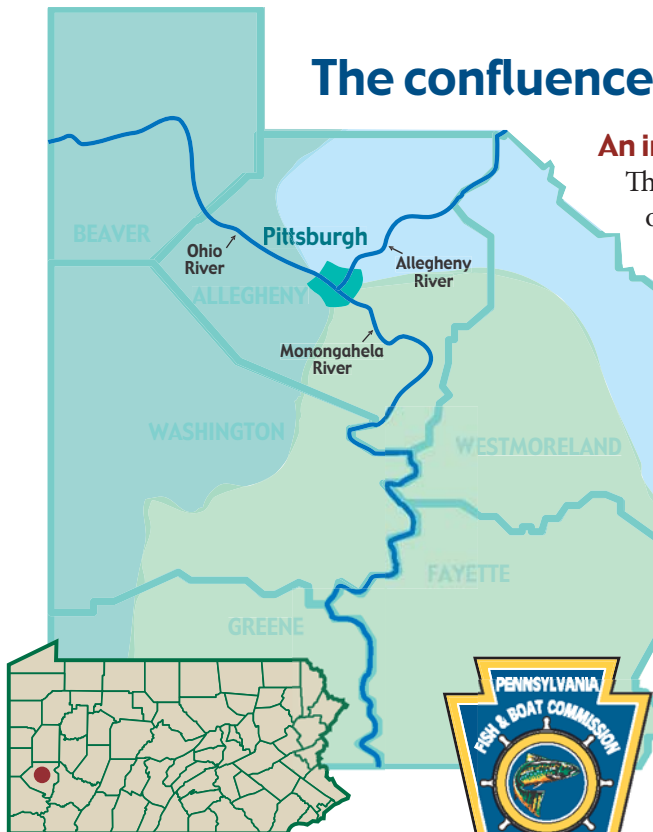 The confluence
An in
Th
o
BEAVER
Pittsburgh
Ohio
River
Allegheny
River
ALLEGHENY
Monongahela
River
WASHINGTON
WESTMORELAND
FAYETTE
GREENE
PENNSYLVANIA
FISH & BOAT COMMISSION